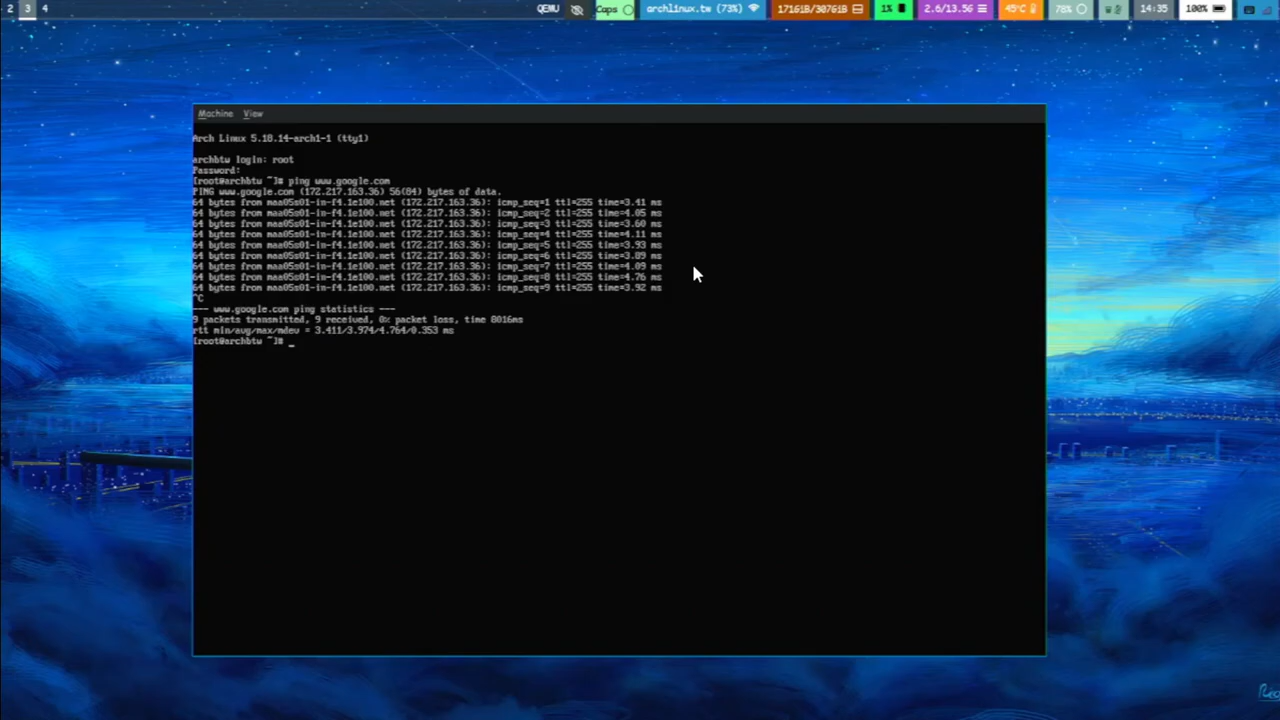 2 3 4 QEMU Caps archlinux.tw (73%) 171GiB/307GiB 1% 2.6/13.5G 45°C 78% 14:35 100%
Machine View
Arch Linux 5.18.14-arch1-1 (tty1)
archbtw login: root
Password:
[root@archbtw ~]# ping www.google.com
PING www.google.com (172.217.163.36) 56(84) bytes of data.
64 bytes from maa05s01-in-f4.1e100.net (172.217.163.36): icmp_seq=1 ttl=255 time=3.41 ms
64 bytes from maa05s01-in-f4.1e100.net (172.217.163.36): icmp_seq=2 ttl=255 time=4.05 ms
64 bytes from maa05s01-in-f4.1e100.net (172.217.163.36): icmp_seq=3 ttl=255 time=3.60 ms
64 bytes from maa05s01-in-f4.1e100.net (172.217.163.36): icmp_seq=4 ttl=255 time=4.11 ms
64 bytes from maa05s01-in-f4.1e100.net (172.217.163.36): icmp_seq=5 ttl=255 time=3.93 ms
64 bytes from maa05s01-in-f4.1e100.net (172.217.163.36): icmp_seq=6 ttl=255 time=3.89 ms
64 bytes from maa05s01-in-f4.1e100.net (172.217.163.36): icmp_seq=7 ttl=255 time=4.09 ms
64 bytes from maa05s01-in-f4.1e100.net (172.217.163.36): icmp_seq=8 ttl=255 time=4.76 ms
64 bytes from maa05s01-in-f4.1e100.net (172.217.163.36): icmp_seq=9 ttl=255 time=3.92 ms
^C
--- www.google.com ping statistics ---
9 packets transmitted, 9 received, 0% packet loss, time 8016ms
rtt min/avg/max/mdev = 3.411/3.974/4.764/0.353 ms
[root@archbtw ~]# _